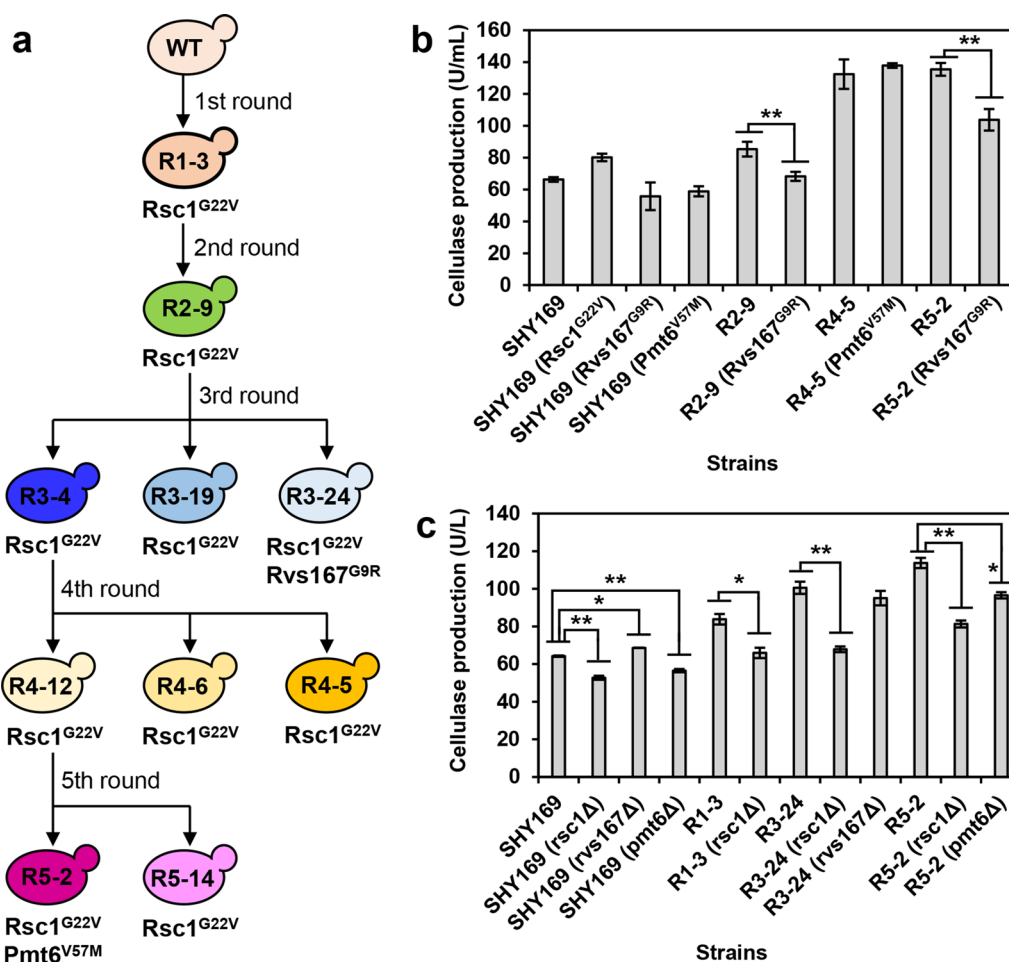 a
WT
1st round
R1-3
Rsc1G22V
2nd round
R2-9
Rsc1G22V
3rd round
R3-4
R3-19
R3-24
Rsc1G22V
Rsc1G22V
Rsc1G22V
Rvs167G9R
4th round
R4-12
R4-6
R4-5
Rsc1G22V
Rsc1G22V
Rsc1G22V
5th round
R5-2
R5-14
Rsc1G22V
Pmt6V57M
Rsc1G22V
b
Cellulase production (U/mL)
160
140
120
100
80
60
40
20
0
**
**
SHY169
SHY169 (Rsc1G22V)
SHY169 (Rvs167G9R)
SHY169 (Pmt6V57M)
R2-9
R2-9 (Rvs167G9R)
R4-5
R4-5 (Pmt6V57M)
R5-2
R5-2 (Rvs167G9R)
Strains
c
Cellulase production (U/L)
140
120
100
80
60
40
20
0
**
*
**
*
**
**
*
SHY169
SHY169 (rsc1Δ)
SHY169 (rvs167Δ)
SHY169 (pmt6Δ)
R1-3
R1-3 (rsc1Δ)
R3-24
R3-24 (rsc1Δ)
R3-24 (rvs167Δ)
R5-2
R5-2 (rsc1Δ)
R5-2 (pmt6Δ)
Strains